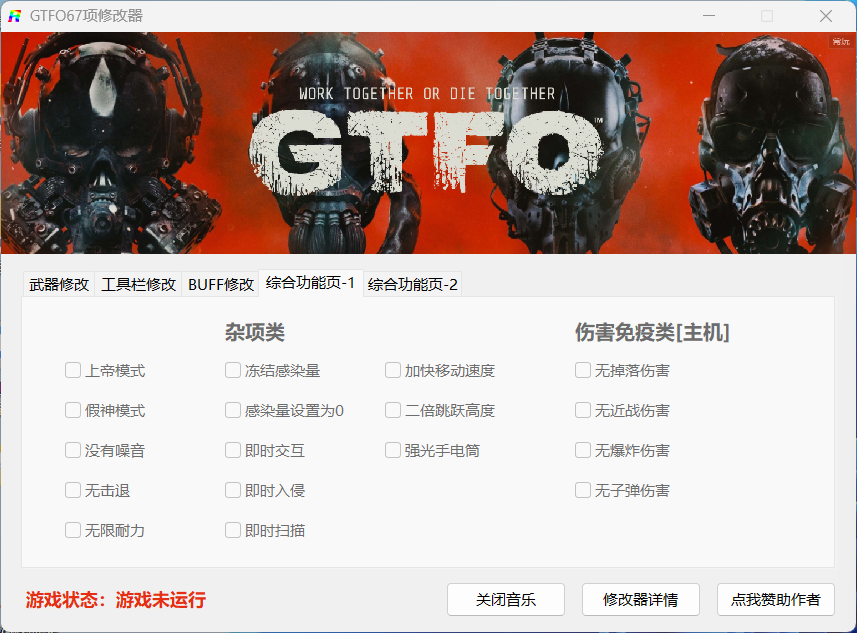 GTFO67项修改器
常玩
WORK TOGETHER OR DIE TOGETHER
GTFO™
武器修改 工具栏修改 BUFF修改 综合功能页-1 综合功能页-2
杂项类 伤害免疫类[主机]
上帝模式 冻结感染量 加快移动速度 无掉落伤害
假神模式 感染量设置为0 二倍跳跃高度 无近战伤害
没有噪音 即时交互 强光手电筒 无爆炸伤害
无击退 即时入侵 无子弹伤害
无限耐力 即时扫描
游戏状态：游戏未运行 关闭音乐 修改器详情 点我赞助作者